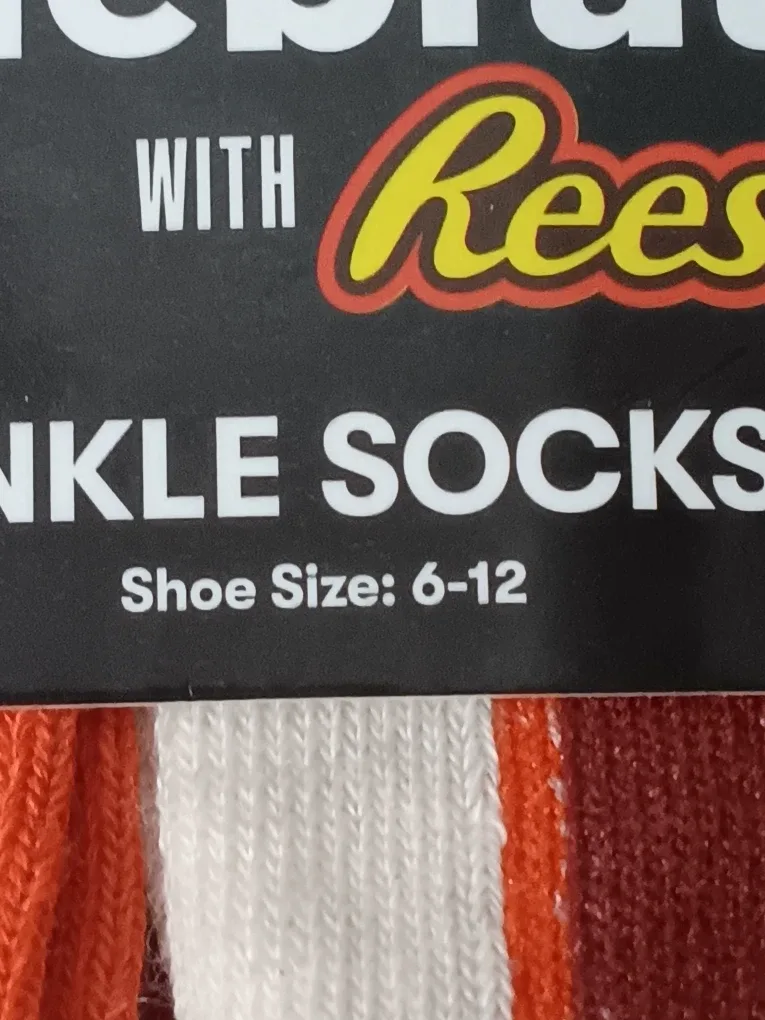 WITH Rees
NKLE SOCKS
Shoe Size: 6-12